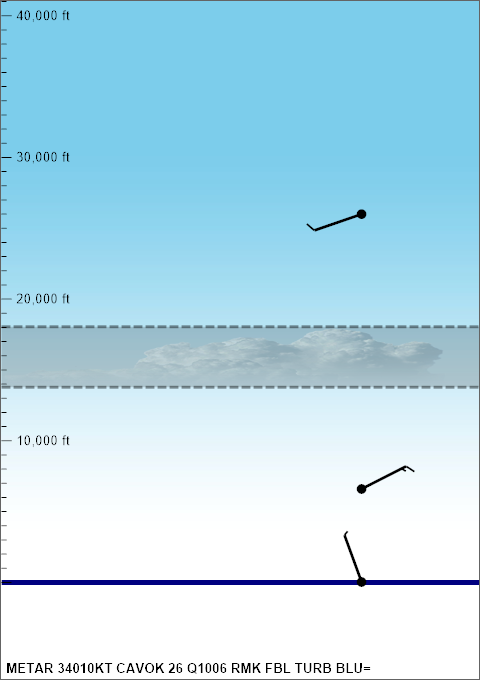 40,000 ft
30,000 ft
20,000 ft
10,000 ft
METAR 34010KT CAVOK 26 Q1006 RMK FBL TURB BLU=